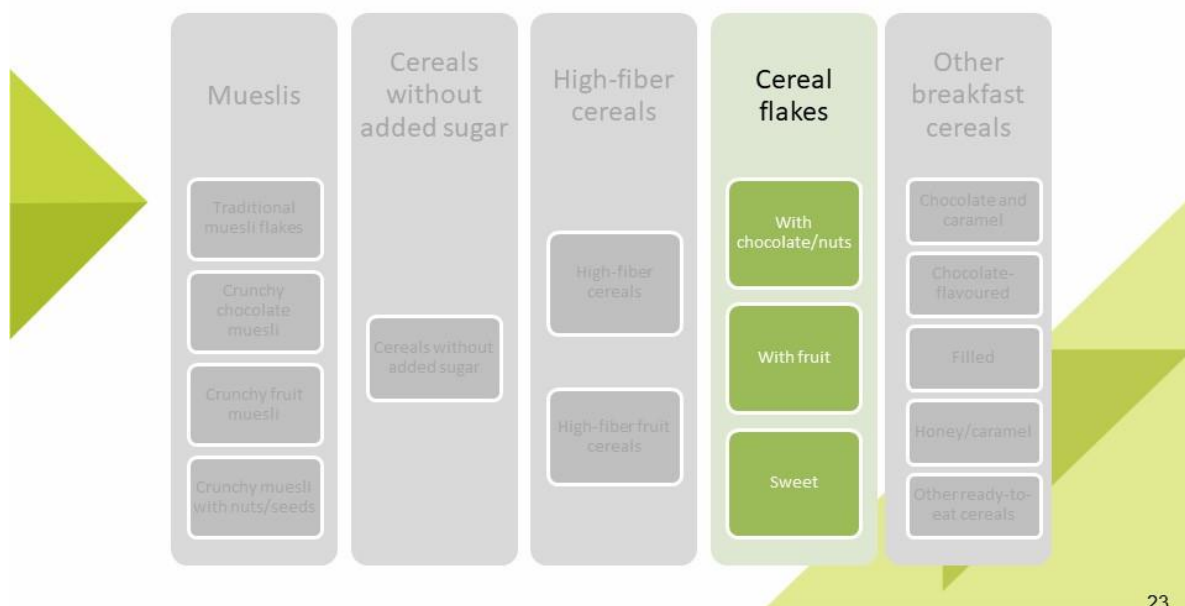 Mueslis
Traditional
muesli flakes
Crunchy
chocolate
muesli
Crunchy fruit
muesli
Crunchy muesli
with nuts/seeds
Cereals
without
added sugar
Cereals without
added sugar
High-fiber
cereals
High-fiber
cereals
High-fiber fruit
cereals
Cereal
flakes
With
chocolate/nuts
With fruit
Sweet
Other
breakfast
cereals
Chocolate and
caramel
Chocolate-
flavoured
Filled
Honey/caramel
Other ready-to-
eat cereals
23